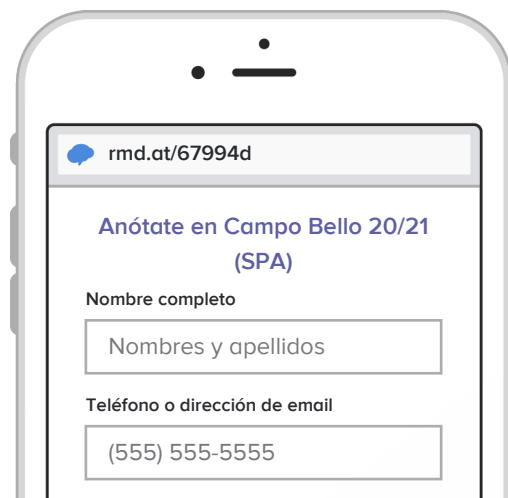 rmd.at/67994d
Anótate en Campo Bello 20/21
(SPA)
Nombre completo
Nombres y apellidos
Teléfono o dirección de email
(555) 555-5555